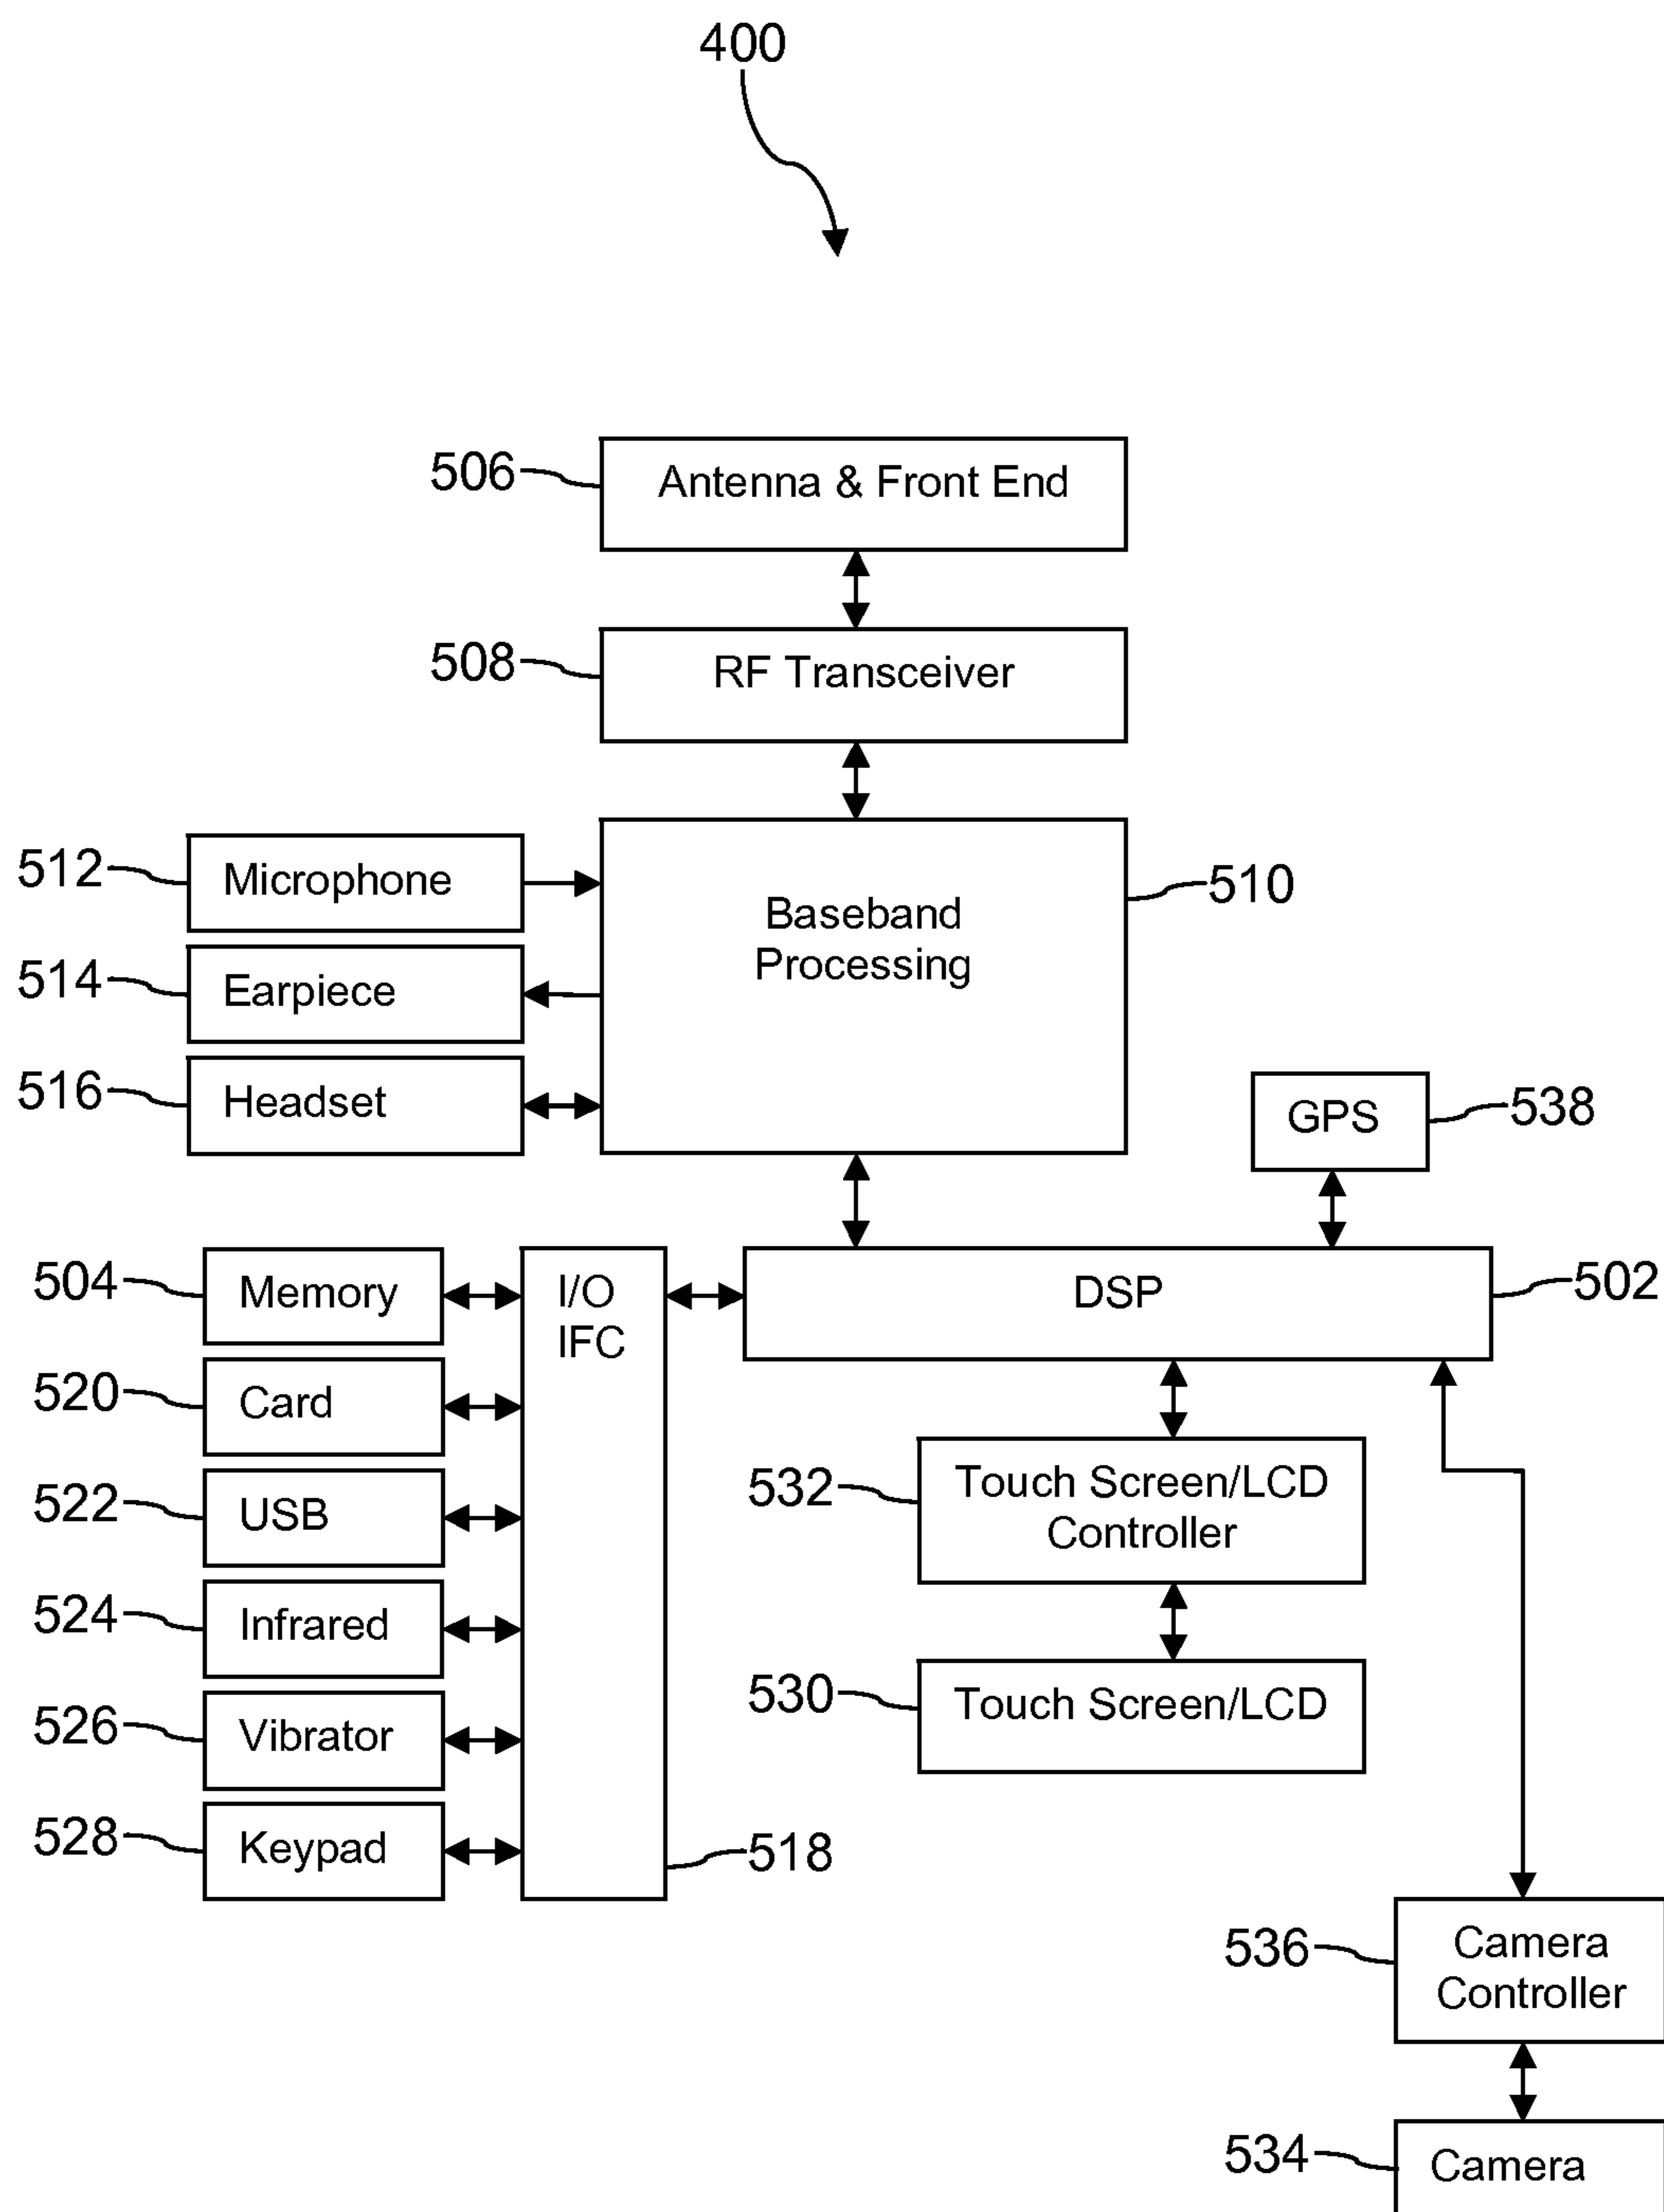 400
506
Antenna & Front End
508
RF Transceiver
512
Microphone
Baseband
Processing
510
514
Earpiece
516
Headset
GPS
538
504
Memory
I/O
IFC
DSP
502
520
Card
522
USB
532
Touch Screen/LCD
Controller
524
Infrared
530
Touch Screen/LCD
526
Vibrator
528
Keypad
518
536
Camera
Controller
534
Camera